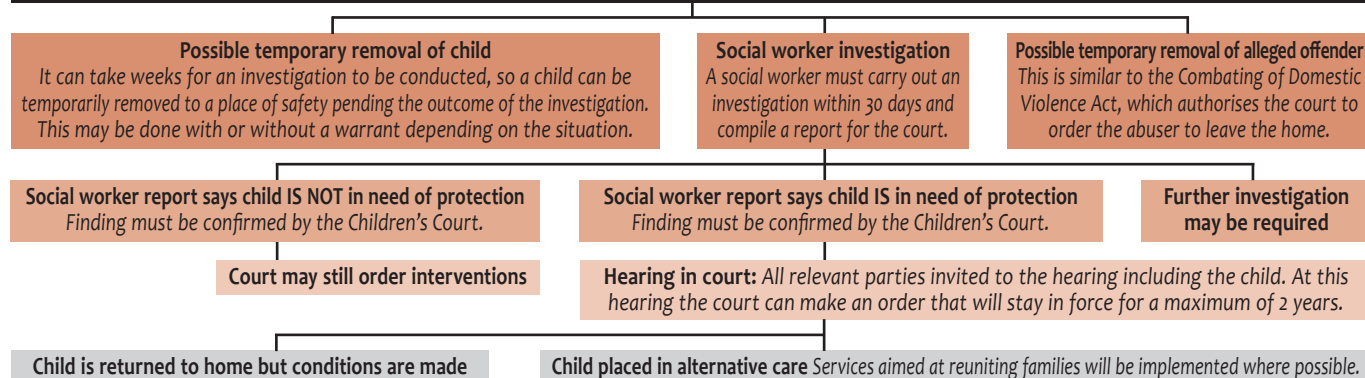 Possible temporary removal of child
It can take weeks for an investigation to be conducted, so a child can be
temporarily removed to a place of safety pending the outcome of the investigation.
This may be done with or without a warrant depending on the situation.
Social worker investigation
A social worker must carry out an
investigation within 30 days and
compile a report for the court.
Possible temporary removal of alleged offender
This is similar to the Combating of Domestic
Violence Act, which authorises the court to
order the abuser to leave the home.
Social worker report says child IS NOT in need of protection
Finding must be confirmed by the Children's Court.
Social worker report says child IS in need of protection
Finding must be confirmed by the Children's Court.
Further investigation
may be required
Court may still order interventions
Hearing in court: All relevant parties invited to the hearing including the child. At this
hearing the court can make an order that will stay in force for a maximum of 2 years.
Child is returned to home but conditions are made
Child placed in alternative care Services aimed at reuniting families will be implemented where possible.